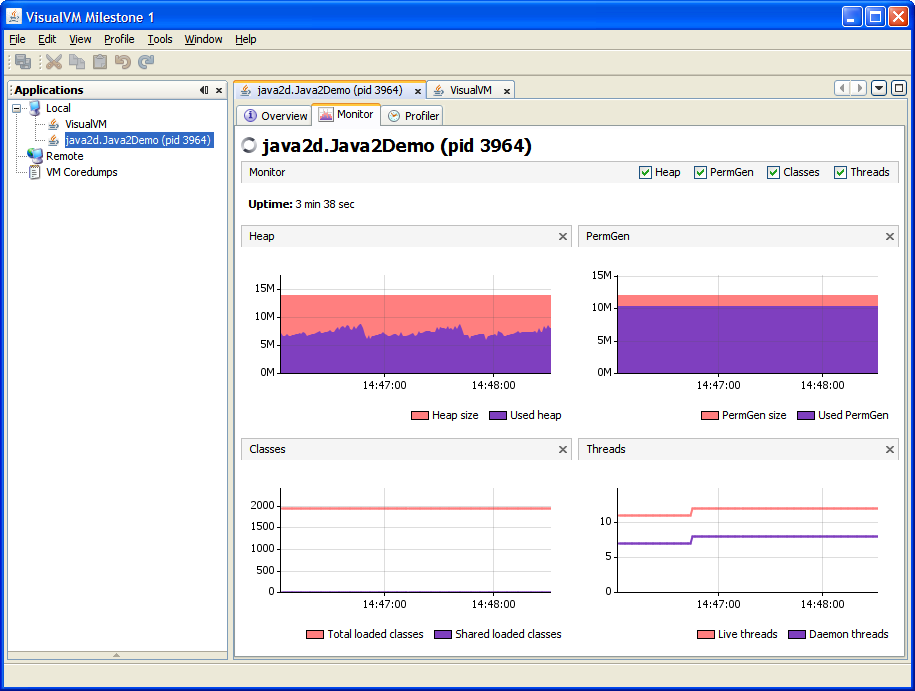 VisualVM Milestone 1
File Edit View Profile Tools Window Help
Applications
Local
VisualVM
java2d.Java2Demo (pid 3964)
Remote
VM Coredumps
java2d.Java2Demo (pid 3964) VisualVM
Overview Monitor Profiler
java2d.Java2Demo (pid 3964)
Monitor Heap PermGen Classes Threads
Uptime: 3 min 38 sec
Heap
15M
10M
5M
0M
14:47:00 14:48:00
Heap size Used heap
PermGen
15M
10M
5M
0M
14:47:00 14:48:00
PermGen size Used PermGen
Classes
2000
1500
1000
500
0
14:47:00 14:48:00
Total loaded classes Shared loaded classes
Threads
10
5
0
14:47:00 14:48:00
Live threads Daemon threads